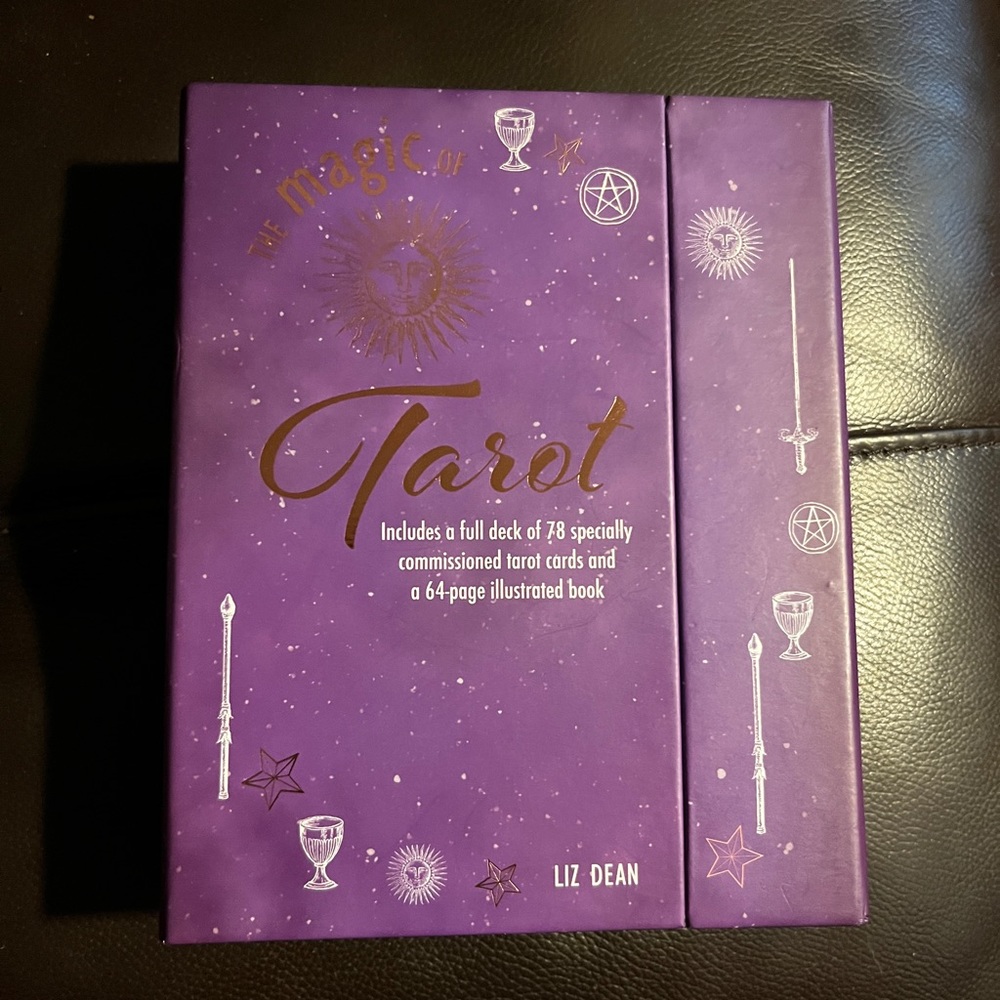 THE magic OF
Tarot
Includes a full deck of 78 specially
commissioned tarot cards and
a 64-page illustrated book
LIZ DEAN